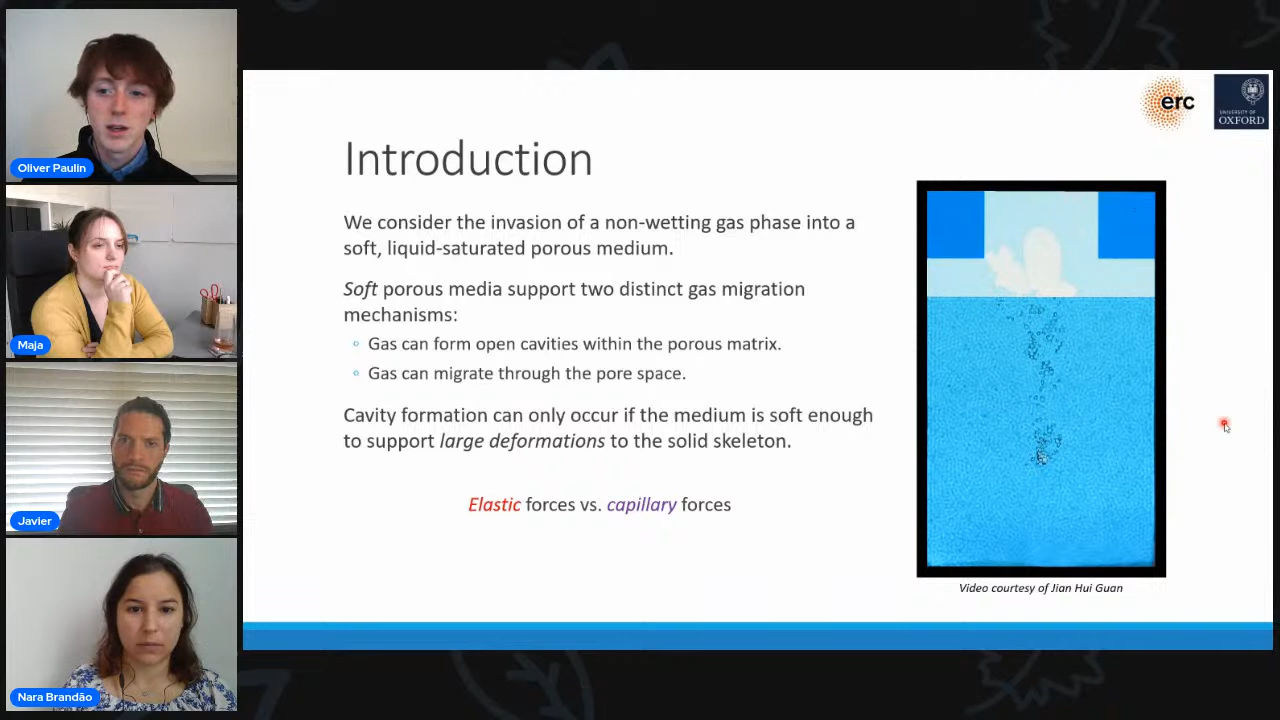 Oliver Paulin
Maja
Javier
Nara Brandão
erc
UNIVERSITY OF
OXFORD
Introduction
We consider the invasion of a non-wetting gas phase into a
soft, liquid-saturated porous medium.
Soft porous media support two distinct gas migration
mechanisms:
Gas can form open cavities within the porous matrix.
Gas can migrate through the pore space.
Cavity formation can only occur if the medium is soft enough
to support large deformations to the solid skeleton.
Elastic forces vs. capillary forces
Video courtesy of Jian Hui Guan